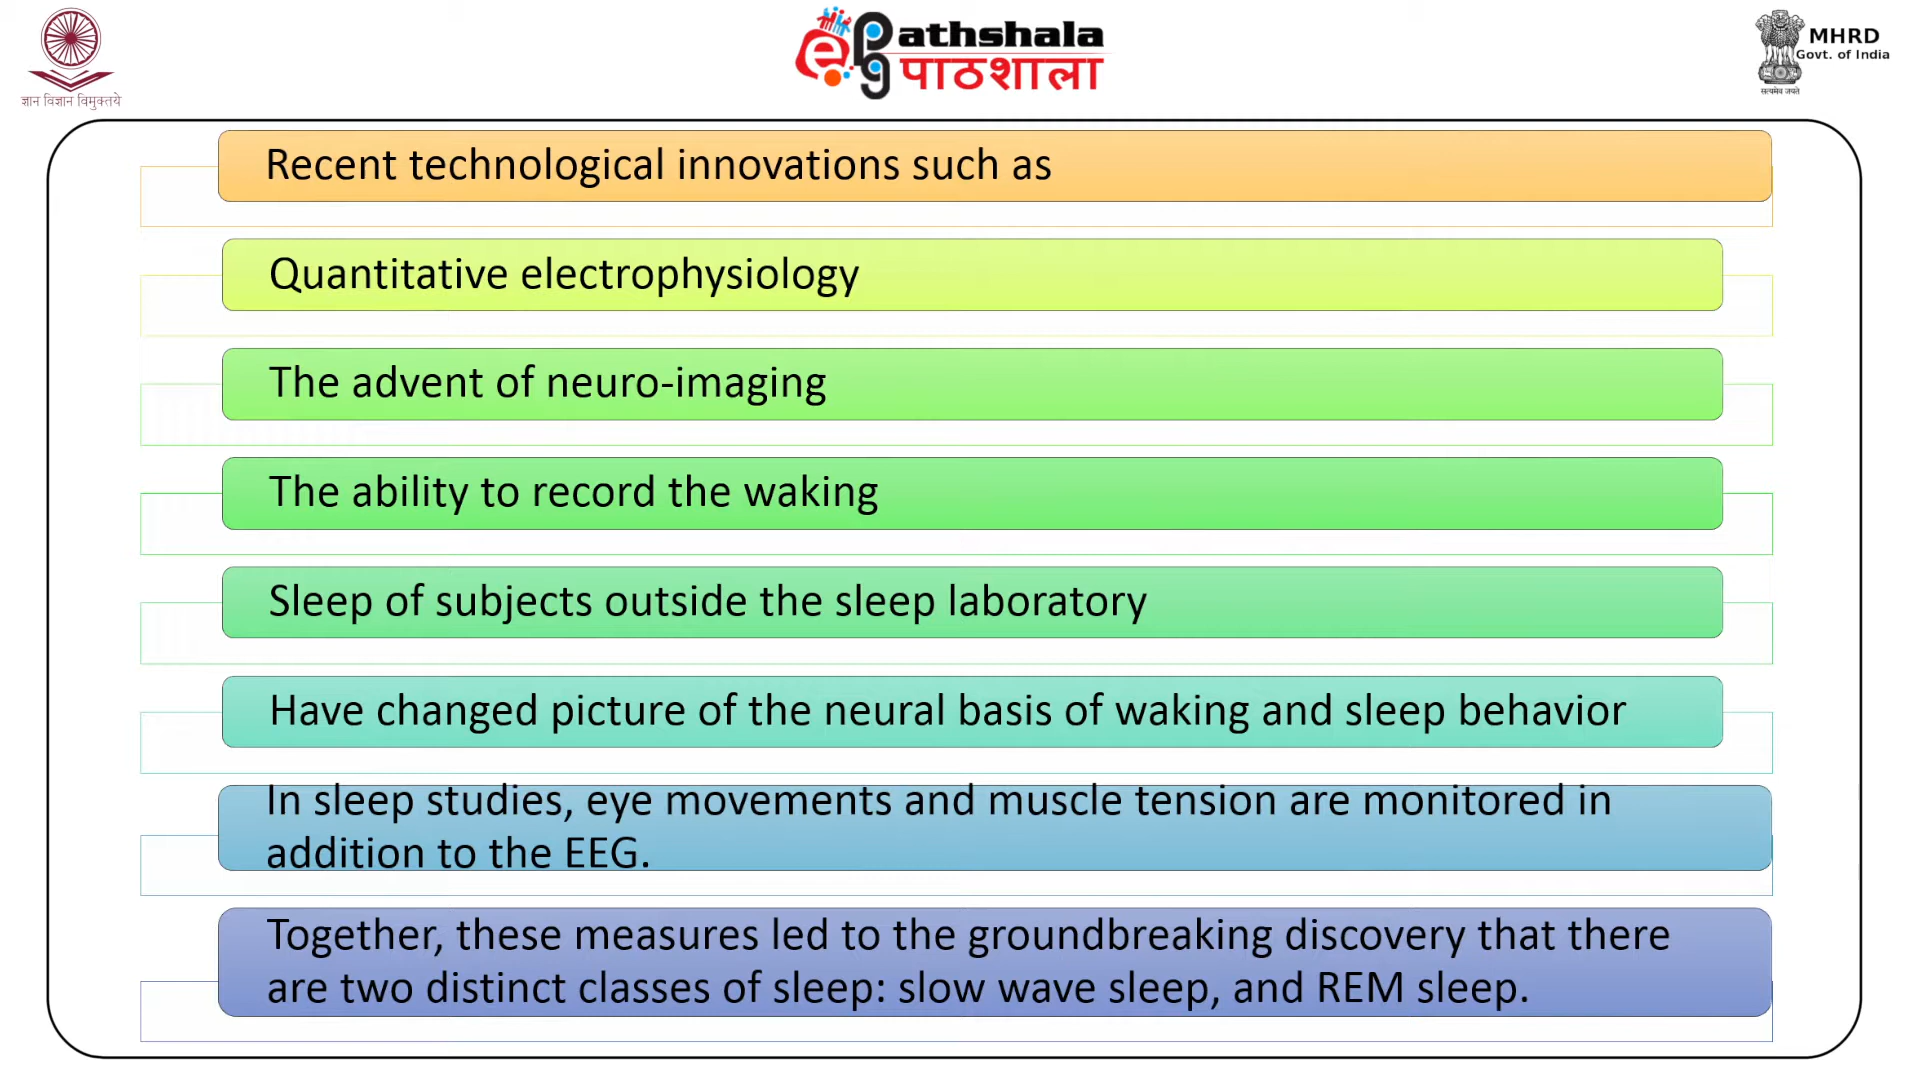 ज्ञान विज्ञान विमुक्तये
ePathshala
पाठशाला
MHRD
Govt. of India
सत्यमेव जयते
Recent technological innovations such as
Quantitative electrophysiology
The advent of neuro-imaging
The ability to record the waking
Sleep of subjects outside the sleep laboratory
Have changed picture of the neural basis of waking and sleep behavior
In sleep studies, eye movements and muscle tension are monitored in
addition to the EEG.
Together, these measures led to the groundbreaking discovery that there
are two distinct classes of sleep: slow wave sleep, and REM sleep.